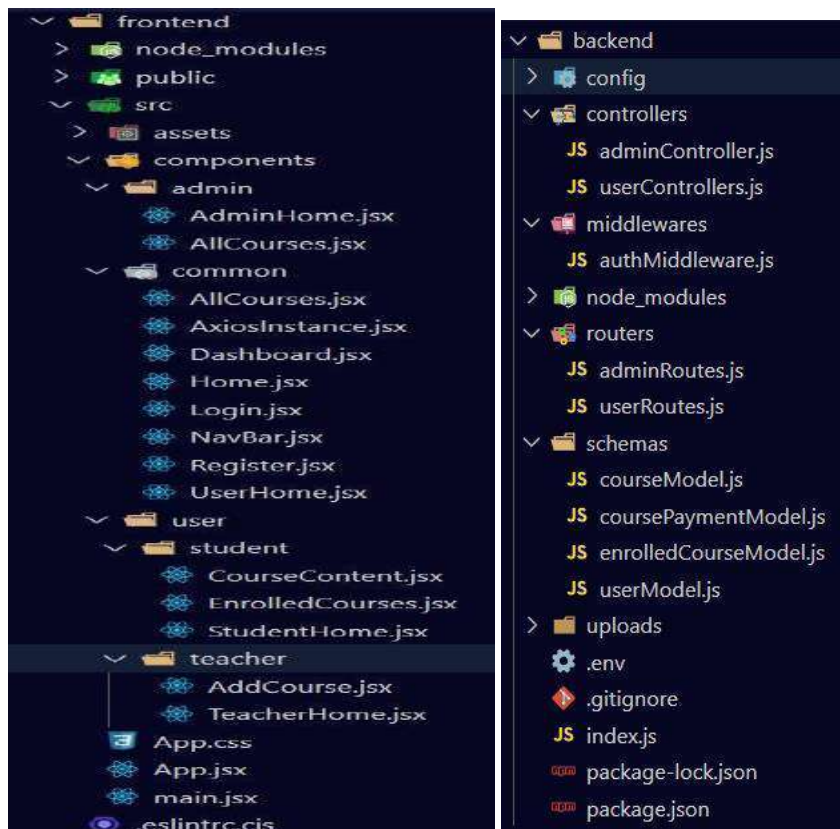 frontend
node_modules
public
src
assets
components
admin
AdminHome.jsx
AllCourses.jsx
common
AllCourses.jsx
AxiosInstance.jsx
Dashboard.jsx
Home.jsx
Login.jsx
NavBar.jsx
Register.jsx
UserHome.jsx
user
student
CourseContent.jsx
EnrolledCourses.jsx
StudentHome.jsx
teacher
AddCourse.jsx
TeacherHome.jsx
App.css
App.jsx
main.jsx
.eslintrc.cjs
backend
config
controllers
JS adminController.js
JS userControllers.js
middlewares
JS authMiddleware.js
node_modules
routers
JS adminRoutes.js
JS userRoutes.js
schemas
JS courseModel.js
JS coursePaymentModel.js
JS enrolledCourseModel.js
JS userModel.js
uploads
.env
.gitignore
JS index.js
package-lock.json
package.json